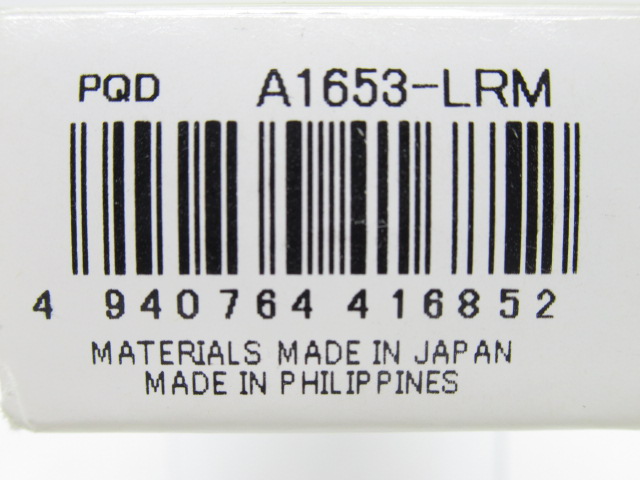 PQD A1653-LRM
4 940764 416852
MATERIALS MADE IN JAPAN
MADE IN PHILIPPINES